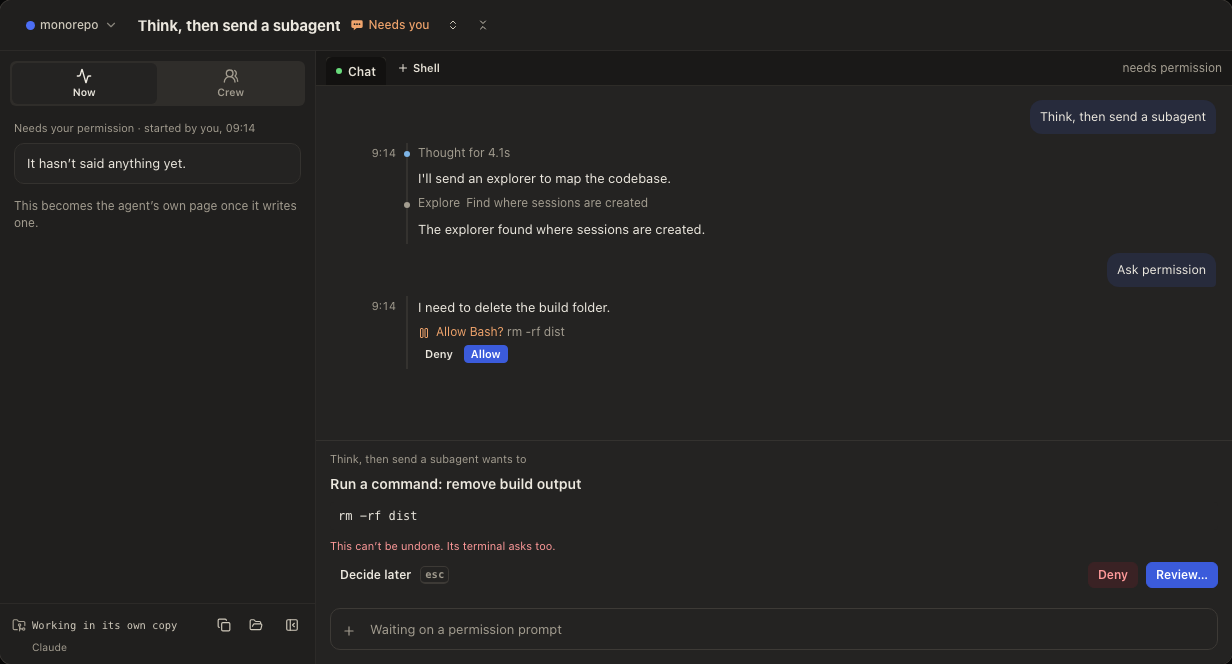 monorepo
Think, then send a subagent
Needs you
Now
Crew
Chat
+ Shell
needs permission
Needs your permission · started by you, 09:14
It hasn’t said anything yet.
This becomes the agent’s own page once it writes
one.
Think, then send a subagent
9:14
Thought for 4.1s
I'll send an explorer to map the codebase.
Explore Find where sessions are created
The explorer found where sessions are created.
Ask permission
9:14
I need to delete the build folder.
Allow Bash? rm -rf dist
Deny
Allow
Think, then send a subagent wants to
Run a command: remove build output
rm -rf dist
This can’t be undone. Its terminal asks too.
Decide later esc
Deny
Review...
Working in its own copy
Claude
+ Waiting on a permission prompt